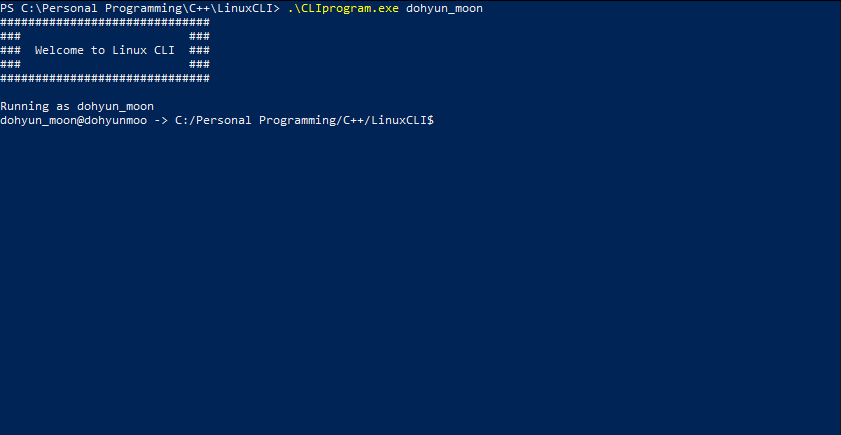 PS C:\Personal Programming\C++\LinuxCLI> .\CLIprogram.exe dohyun_moon
##############################
###                        ###
###  Welcome to Linux CLI  ###
###                        ###
##############################
Running as dohyun_moon
dohyun_moon@dohyunmoo -> C:/Personal Programming/C++/LinuxCLI$